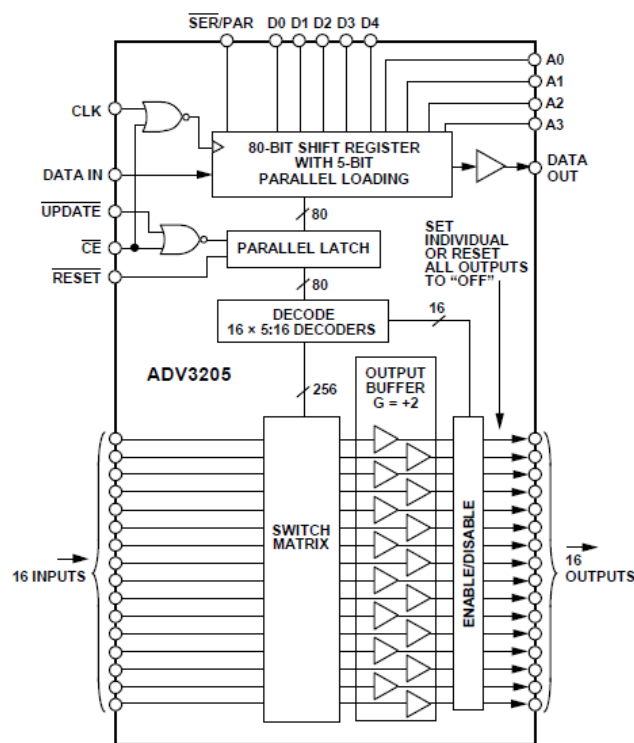 SER/PAR D0 D1 D2 D3 D4
A0
A1
A2
A3
CLK
80-BIT SHIFT REGISTER
WITH 5-BIT
PARALLEL LOADING
DATA IN
DATA
OUT
UPDATE
80
SET
INDIVIDUAL
OR RESET
ALL OUTPUTS
TO “OFF”
CE
PARALLEL LATCH
RESET
80
DECODE
16 × 5:16 DECODERS
16
ADV3205
256
OUTPUT
BUFFER
G = +2
SWITCH
MATRIX
ENABLE/DISABLE
16 INPUTS
16
OUTPUTS